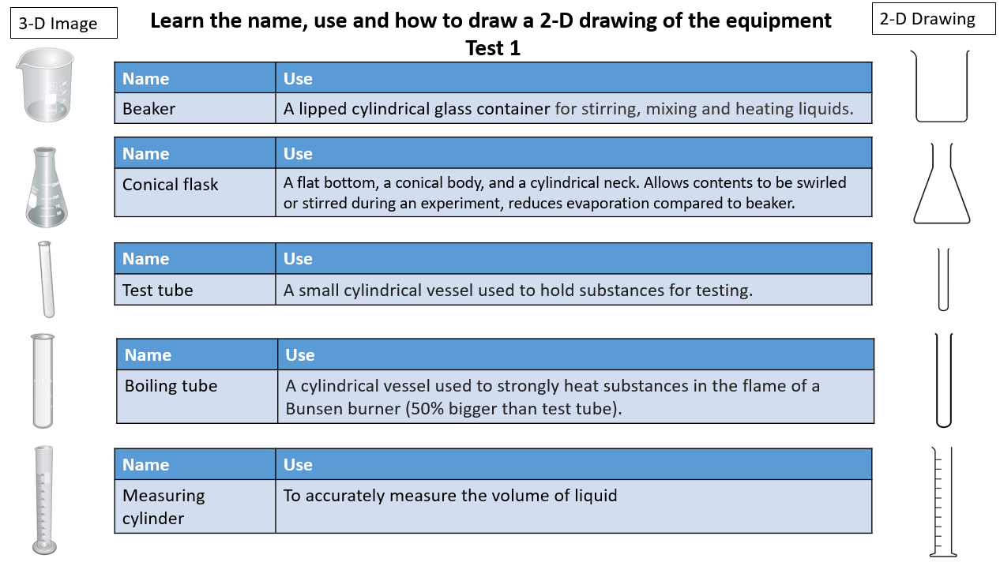 3-D Image
Learn the name, use and how to draw a 2-D drawing of the equipment
Test 1
2-D Drawing
Name Use
Beaker A lipped cylindrical glass container for stirring, mixing and heating liquids.
Name Use
Conical flask A flat bottom, a conical body, and a cylindrical neck. Allows contents to be swirled
or stirred during an experiment, reduces evaporation compared to beaker.
Name Use
Test tube A small cylindrical vessel used to hold substances for testing.
Name Use
Boiling tube A cylindrical vessel used to strongly heat substances in the flame of a
Bunsen burner (50% bigger than test tube).
Name Use
Measuring To accurately measure the volume of liquid
cylinder